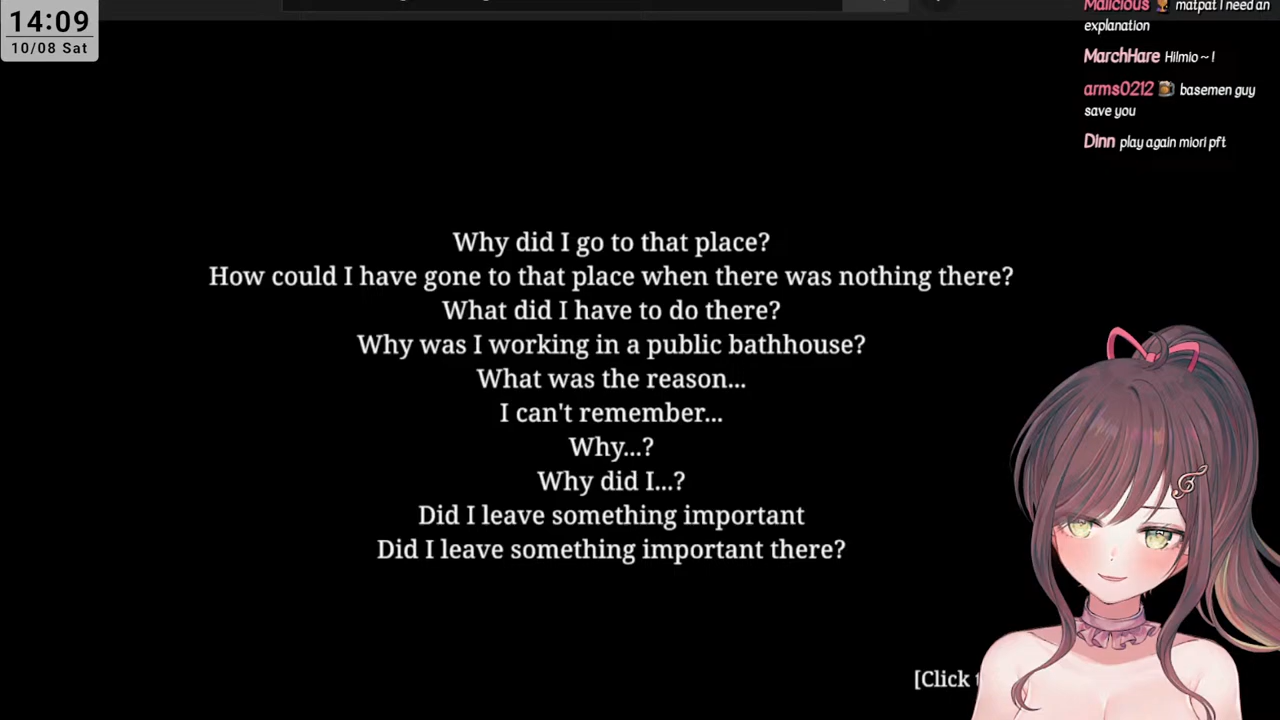 14:09
10/08 Sat
Malicious matpat I need an
explanation
MarchHare Hilmio ~ !
arms0212 basemen guy
save you
Dinn play again miori pft
Why did I go to that place?
How could I have gone to that place when there was nothing there?
What did I have to do there?
Why was I working in a public bathhouse?
What was the reason...
I can't remember...
Why...?
Why did I...?
Did I leave something important
Did I leave something important there?
[Click